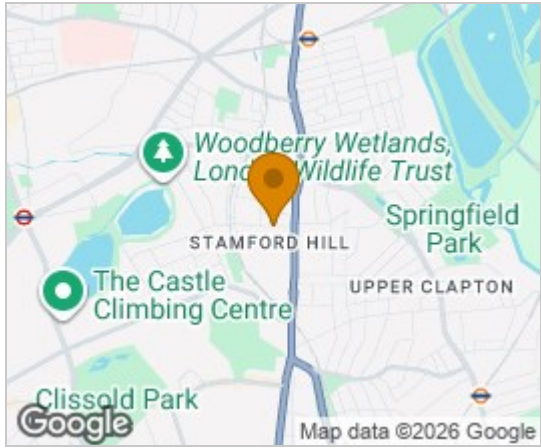 Woodberry Wetlands,
London Wildlife Trust
STAMFORD HILL
Springfield
Park
UPPER CLAPTON
The Castle
Climbing Centre
Clissold Park
Google
Map data ©2026 Google